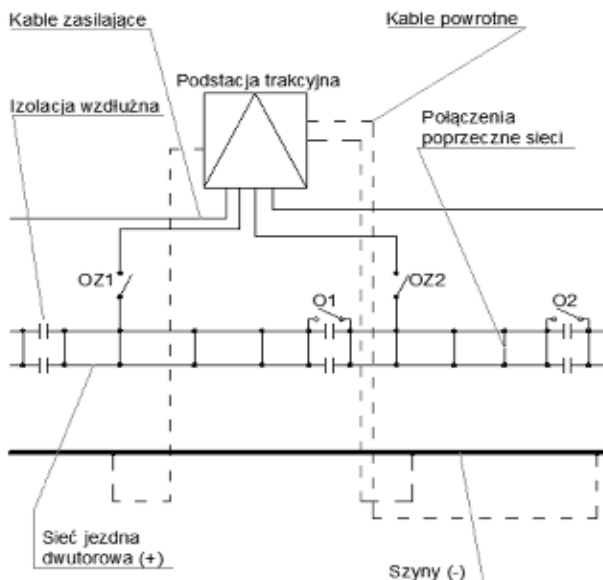 Kable zasilające
Kable powrotne
Podstacja trakcyjna
Izolacja wzdłużna
Połączenia
poprzeczne sieci
OZ1
O1
OZ2
O2
Sieć jezdna
dwutorowa (+)
Szyny (-)